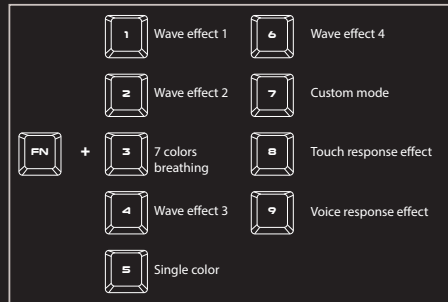 1 Wave effect 1
6 Wave effect 4
2 Wave effect 2
7 Custom mode
FN + 3 7 colors
breathing
8 Touch response effect
4 Wave effect 3
9 Voice response effect
5 Single color